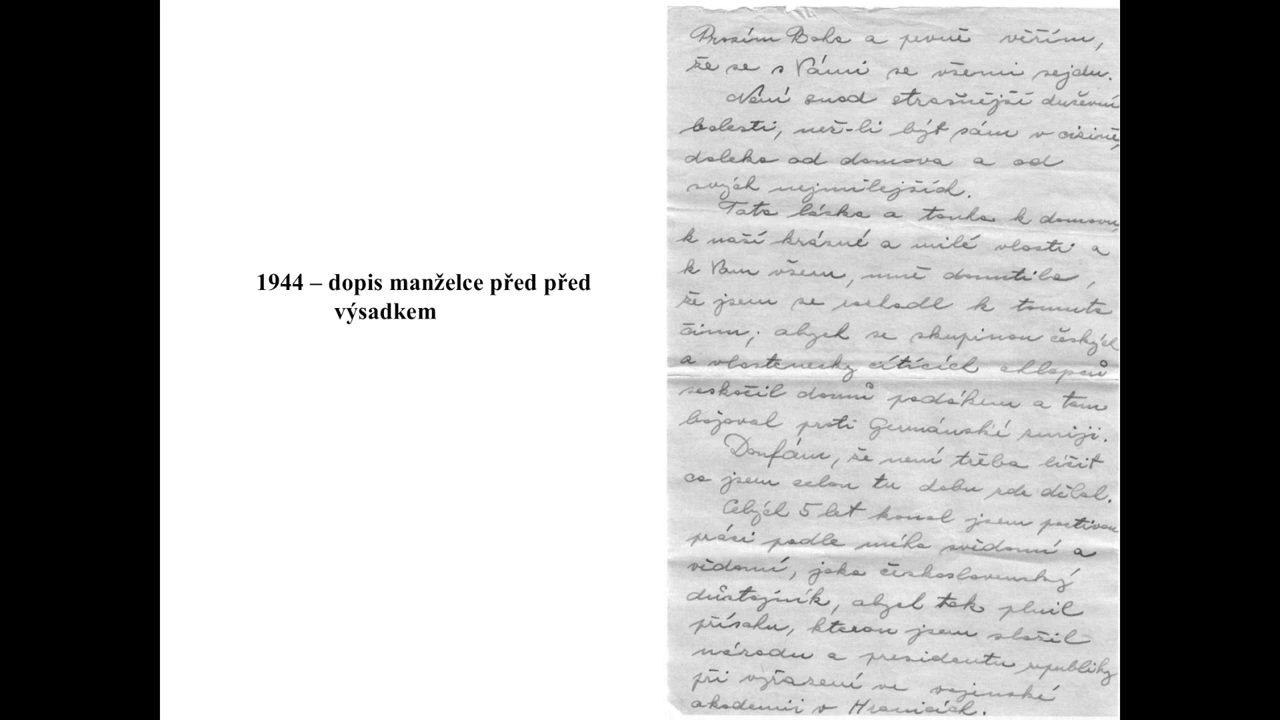 1944 – dopis manželce před před
výsadkem
Prosím Boha a pevně věřím,
že se s Vámi se všemi sejdu.
Není snad strašnější duševní
bolesti, než-li být sám v cizině,
daleko od domova a od
svých nejmilejších.
Tato láska a touha k domovu,
k naší krásné a milé vlasti a
k Vám všem, mně donutila,
že jsem se rozhodl k tomuto
činu, abych se skupinou českých
a vlastenecky cítících chlapců
seskočil domů padákem a tam
bojoval proti Germánské
Doufám, že není třeba líčit
co jsem celou tu dobu zde dělal.
Celých 5 let konal jsem poctivou
práci podle mého svědomí a
vědomí, jako československý
důstojník, abych tak plnil
přísahu, kterou jsem složil
národu a presidentu republiky
při vyřazení ve vojenské
akademii v Hranicích.